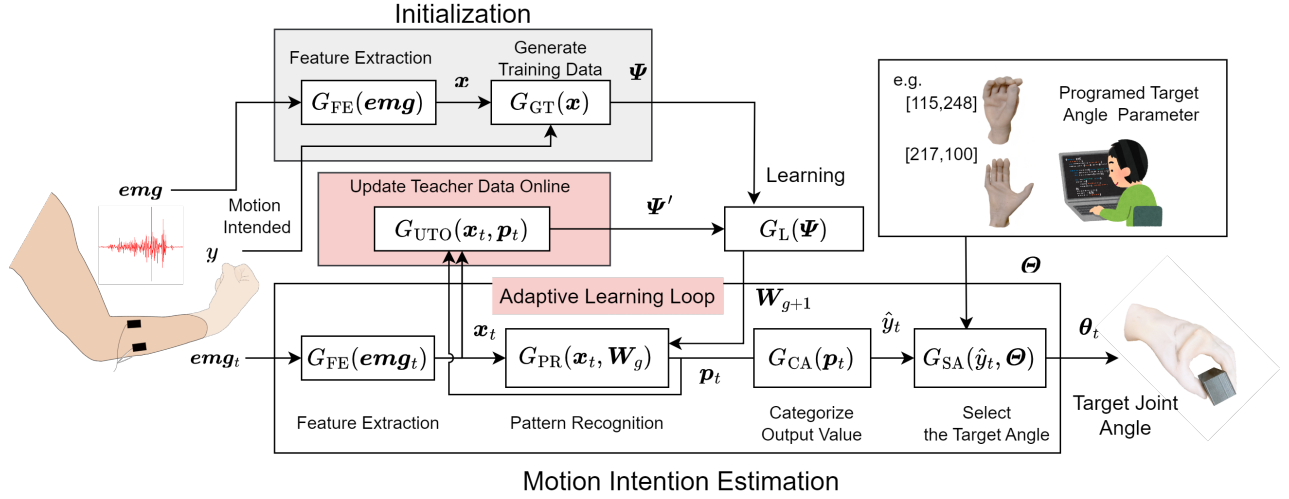 Initialization
Feature Extraction
Generate
Training Data
G_FE(emg)
x
G_GT(x)
Ψ
e.g.
[115,248]
[217,100]
Programed Target
Angle Parameter
emg
Motion
Intended
y
Update Teacher Data Online
G_UTO(x_t, p_t)
Ψ′
Learning
G_L(Ψ)
Θ
Adaptive Learning Loop
W_{g+1}
emg_t
G_FE(emg_t)
x_t
G_PR(x_t, W_g)
p_t
G_CA(p_t)
ŷ_t
G_SA(ŷ_t, Θ)
θ_t
Feature Extraction
Pattern Recognition
Categorize
Output Value
Select
the Target Angle
Target Joint
Angle
Motion Intention Estimation